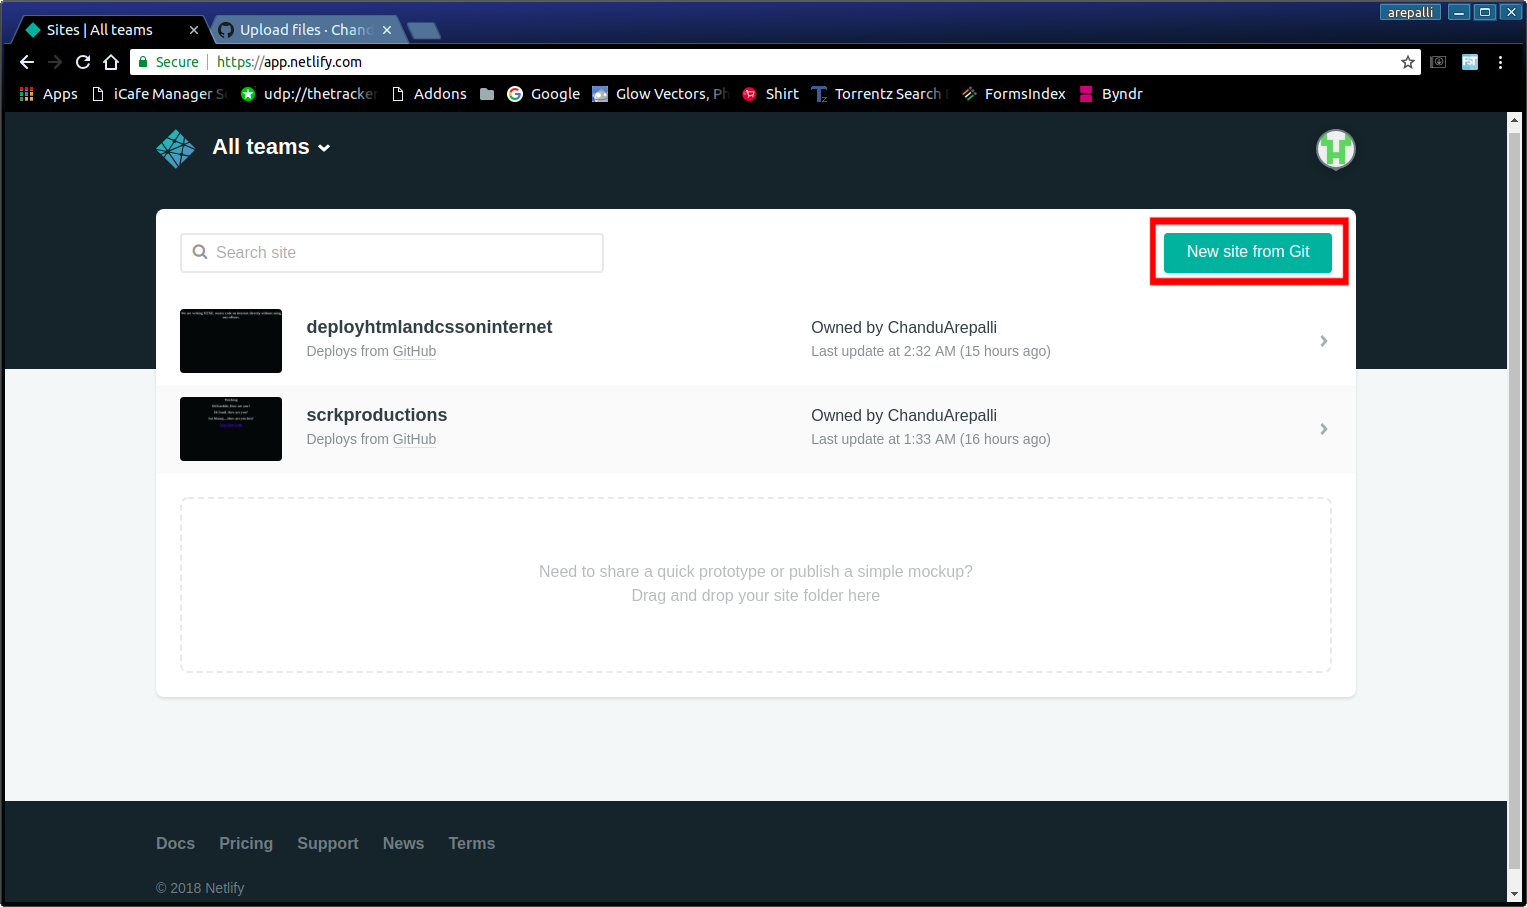 arepalli
Sites | All teams
Upload files · Chand
Secure
https://app.netlify.com
Apps
iCafe Manager Se
udp://thetracker
Addons
Google
Glow Vectors, Ph
Shirt
Torrentz Search
FormsIndex
Byndr
All teams
Search site
New site from Git
deployhtmlandcssoninternet
Deploys from GitHub
Owned by ChanduArepalli
Last update at 2:32 AM (15 hours ago)
scrkproductions
Deploys from GitHub
Owned by ChanduArepalli
Last update at 1:33 AM (16 hours ago)
Need to share a quick prototype or publish a simple mockup?
Drag and drop your site folder here
Docs
Pricing
Support
News
Terms
© 2018 Netlify